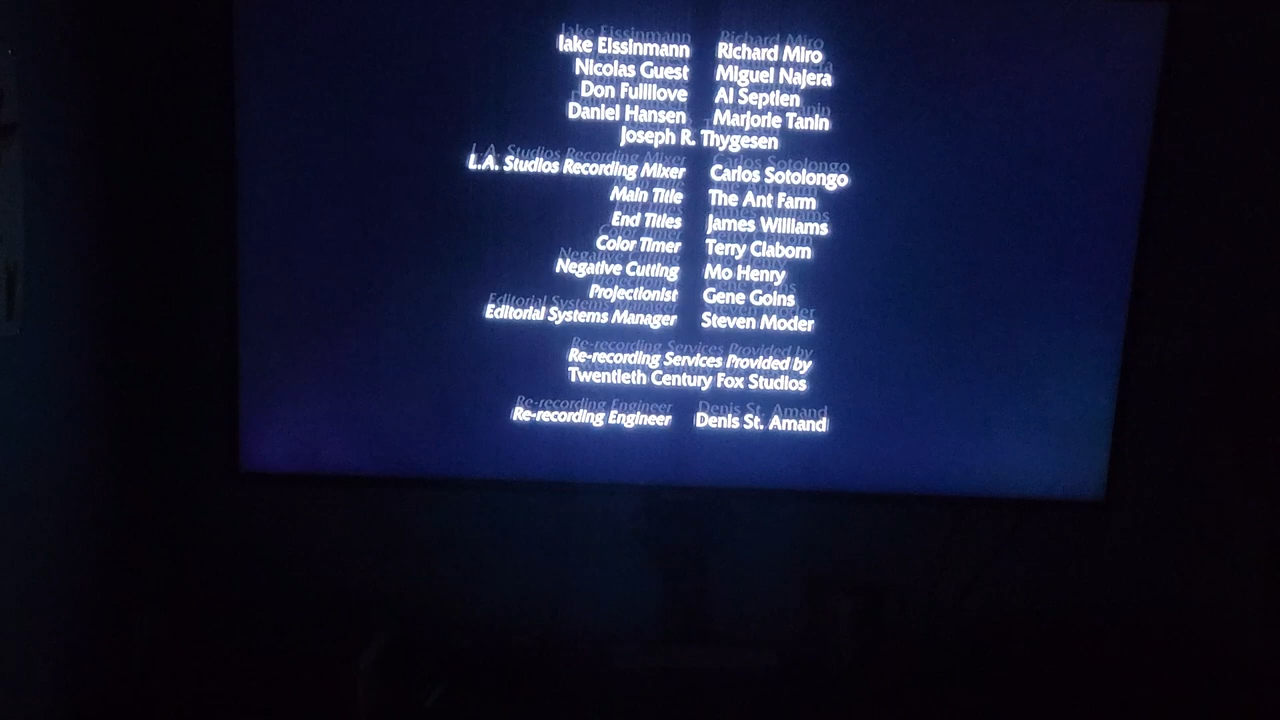 Jake Eissinmann Richard Miro
Nicolas Guest Miguel Najera
Don Fullilove Al Septien
Daniel Hansen Marjorie Tanin
Joseph R. Thygesen
L.A. Studios Recording Mixer Carlos Sotolongo
Main Title The Ant Farm
End Titles James Williams
Color Timer Terry Claborn
Negative Cutting Mo Henry
Projectionist Gene Goins
Editorial Systems Manager Steven Moder
Re-recording Services Provided by
Twentieth Century Fox Studios
Re-recording Engineer Denis St. Amand